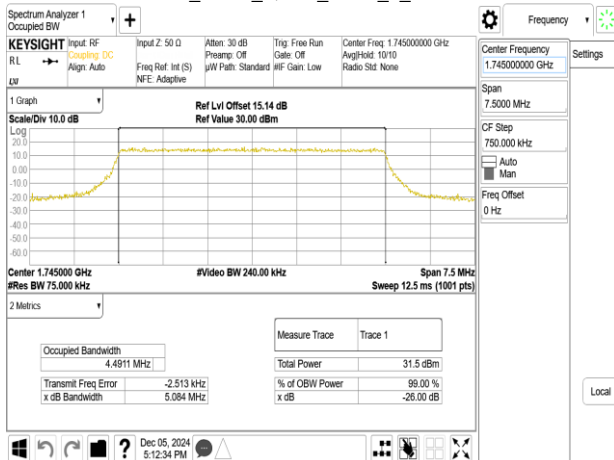 Spectrum Analyzer 1
Occupied BW
Frequency
KEYSIGHT
RL
Input: RF
Coupling: DC
Align: Auto
Input Z: 50 Ω
Freq Ref: Int (S)
NFE: Adaptive
Atten: 30 dB
Preamp: Off
µW Path: Standard
Trig: Free Run
Gate: Off
#IF Gain: Low
Center Freq: 1.745000000 GHz
Avg|Hold: 10/10
Radio Std: None
Center Frequency
1.745000000 GHz
Settings
Span
7.5000 MHz
CF Step
750.000 kHz
Auto
Man
Freq Offset
0 Hz
Local
1 Graph
Scale/Div 10.0 dB
Ref Lvl Offset 15.14 dB
Ref Value 30.00 dBm
Log
20.0
10.0
0.00
-10.0
-20.0
-30.0
-40.0
-50.0
-60.0
Center 1.745000 GHz
#Res BW 75.000 kHz
#Video BW 240.00 kHz
Span 7.5 MHz
Sweep 12.5 ms (1001 pts)
2 Metrics
Measure Trace Trace 1
Occupied Bandwidth
4.4911 MHz
Total Power 31.5 dBm
Transmit Freq Error -2.513 kHz
% of OBW Power 99.00 %
x dB Bandwidth 5.084 MHz
x dB -26.00 dB
?
Dec 05, 2024
5:12:34 PM